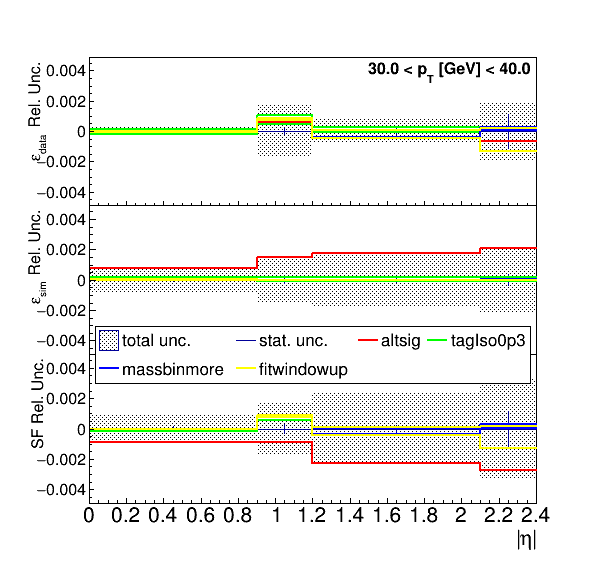 30.0 < p_T [GeV] < 40.0
ε_data Rel. Unc.
0.004
0.002
0
−0.002
−0.004
ε_sim Rel. Unc.
0.004
0.002
0
−0.002
−0.004
total unc. stat. unc. altsig tagIso0p3
massbinmore fitwindowup
SF Rel. Unc.
0.002
0
−0.002
−0.004
0 0.2 0.4 0.6 0.8 1 1.2 1.4 1.6 1.8 2 2.2 2.4
|η|